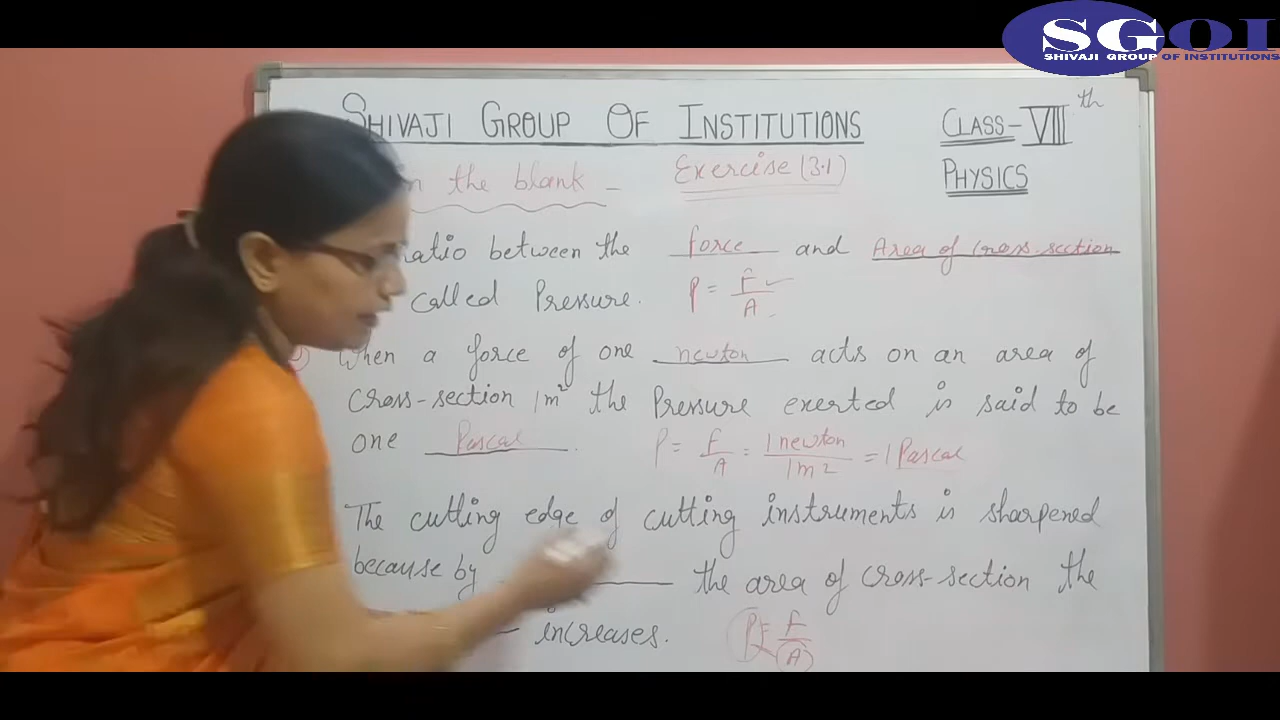 SGOI
SHIVAJI GROUP OF INSTITUTIONS
SHIVAJI GROUP OF INSTITUTIONS
CLASS-VIII th
the blank - Exercise (3.1)
PHYSICS
ratio between the force and Area of cross-section
called Pressure. P = F/A
When a force of one newton acts on an area of
cross-section 1m² the Pressure exerted is said to be
one Pascal. P = F/A = 1 newton/1m2 = 1 Pascal
The cutting edge of cutting instruments is sharpened
because by ______ the area of cross-section the
increases. P = F/A